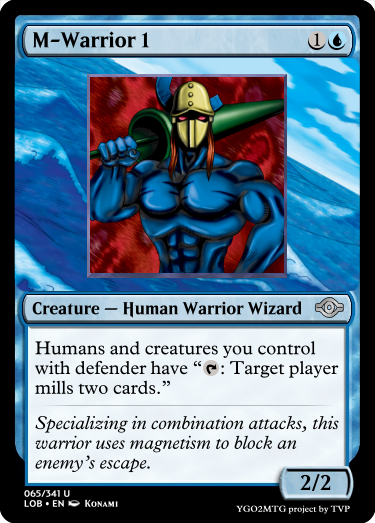 M-Warrior 1 1
Creature — Human Warrior Wizard
Humans and creatures you control
with defender have “: Target player
mills two cards.”
Specializing in combination attacks, this
warrior uses magnetism to block an
enemy's escape.
2/2
065/341 U
LOB • EN Konami
YGO2MTG project by TVP